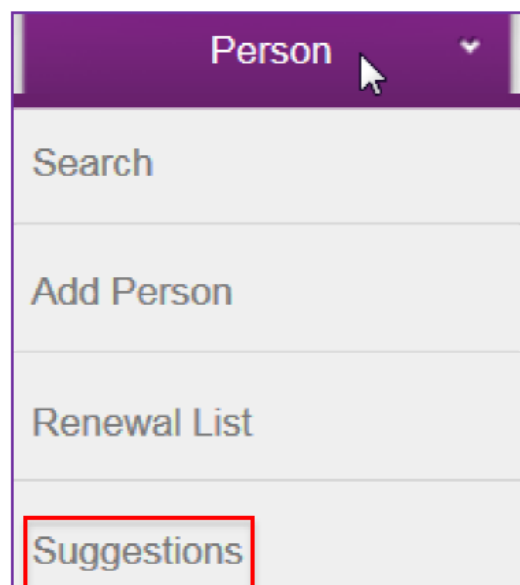 Person
Search
Add Person
Renewal List
Suggestions